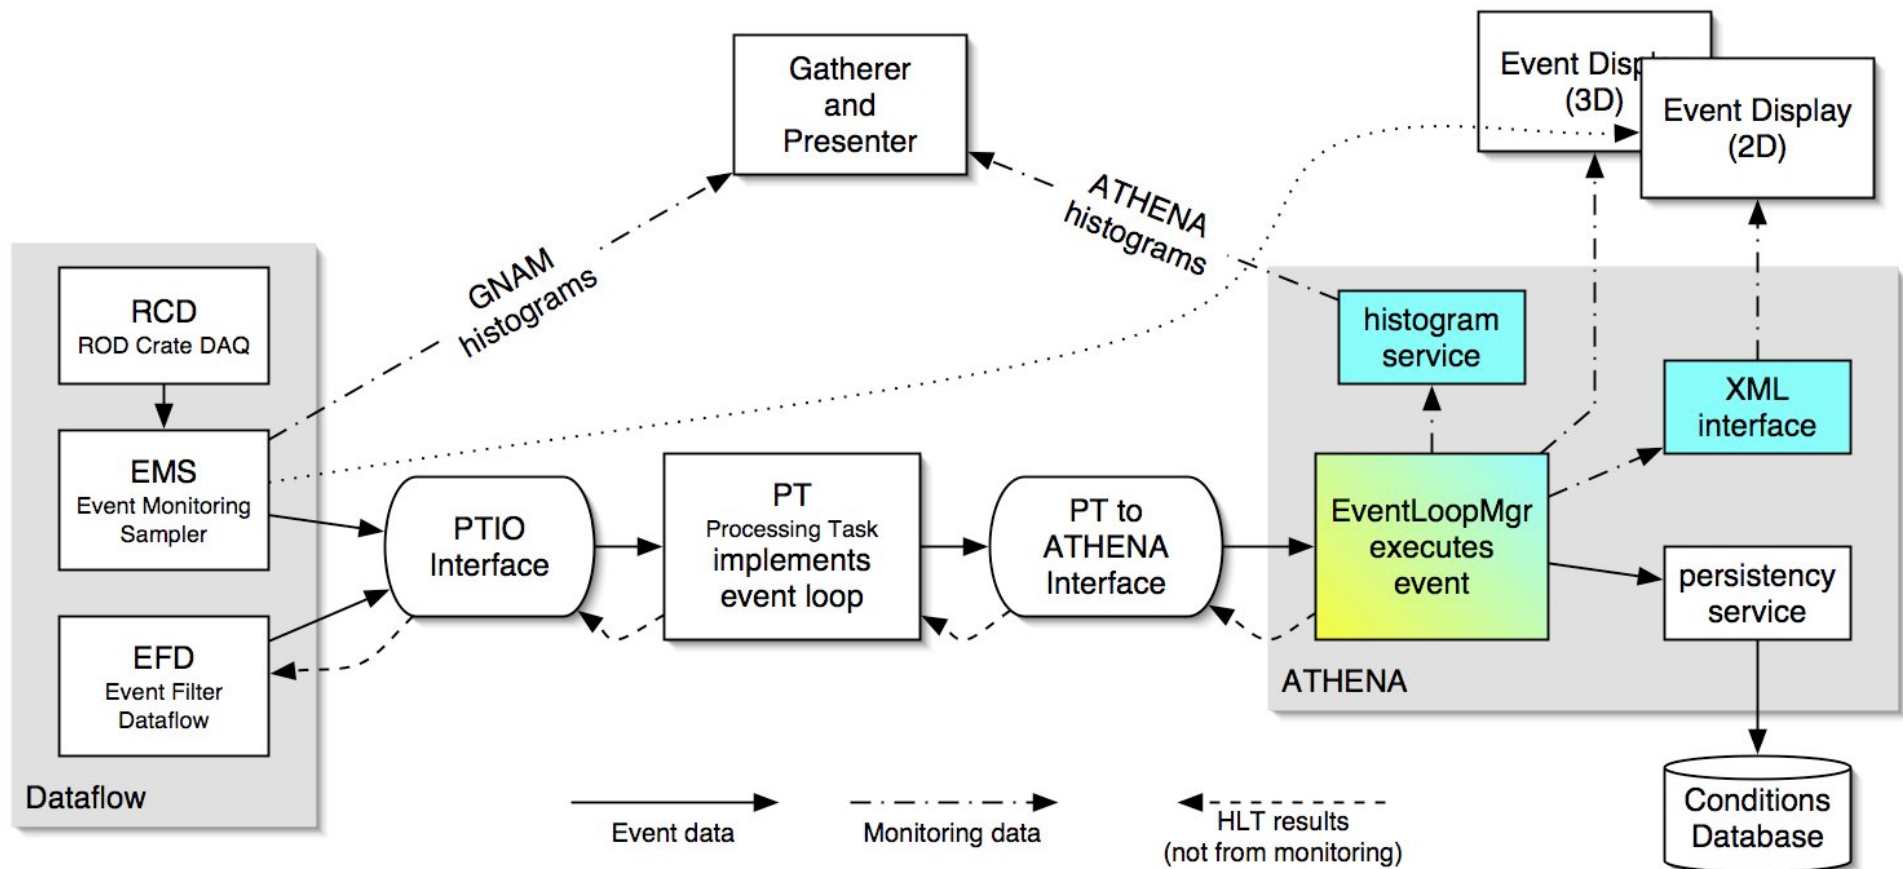 Gatherer
and
Presenter
Event Disp
(3D)
Event Display
(2D)
ATHENA
histograms
GNAM
histograms
RCD
ROD Crate DAQ
EMS
Event Monitoring
Sampler
EFD
Event Filter
Dataflow
Dataflow
PTIO
Interface
PT
Processing Task
implements
event loop
PT to
ATHENA
Interface
histogram
service
XML
interface
EventLoopMgr
executes
event
persistency
service
ATHENA
Conditions
Database
Event data
Monitoring data
HLT results
(not from monitoring)